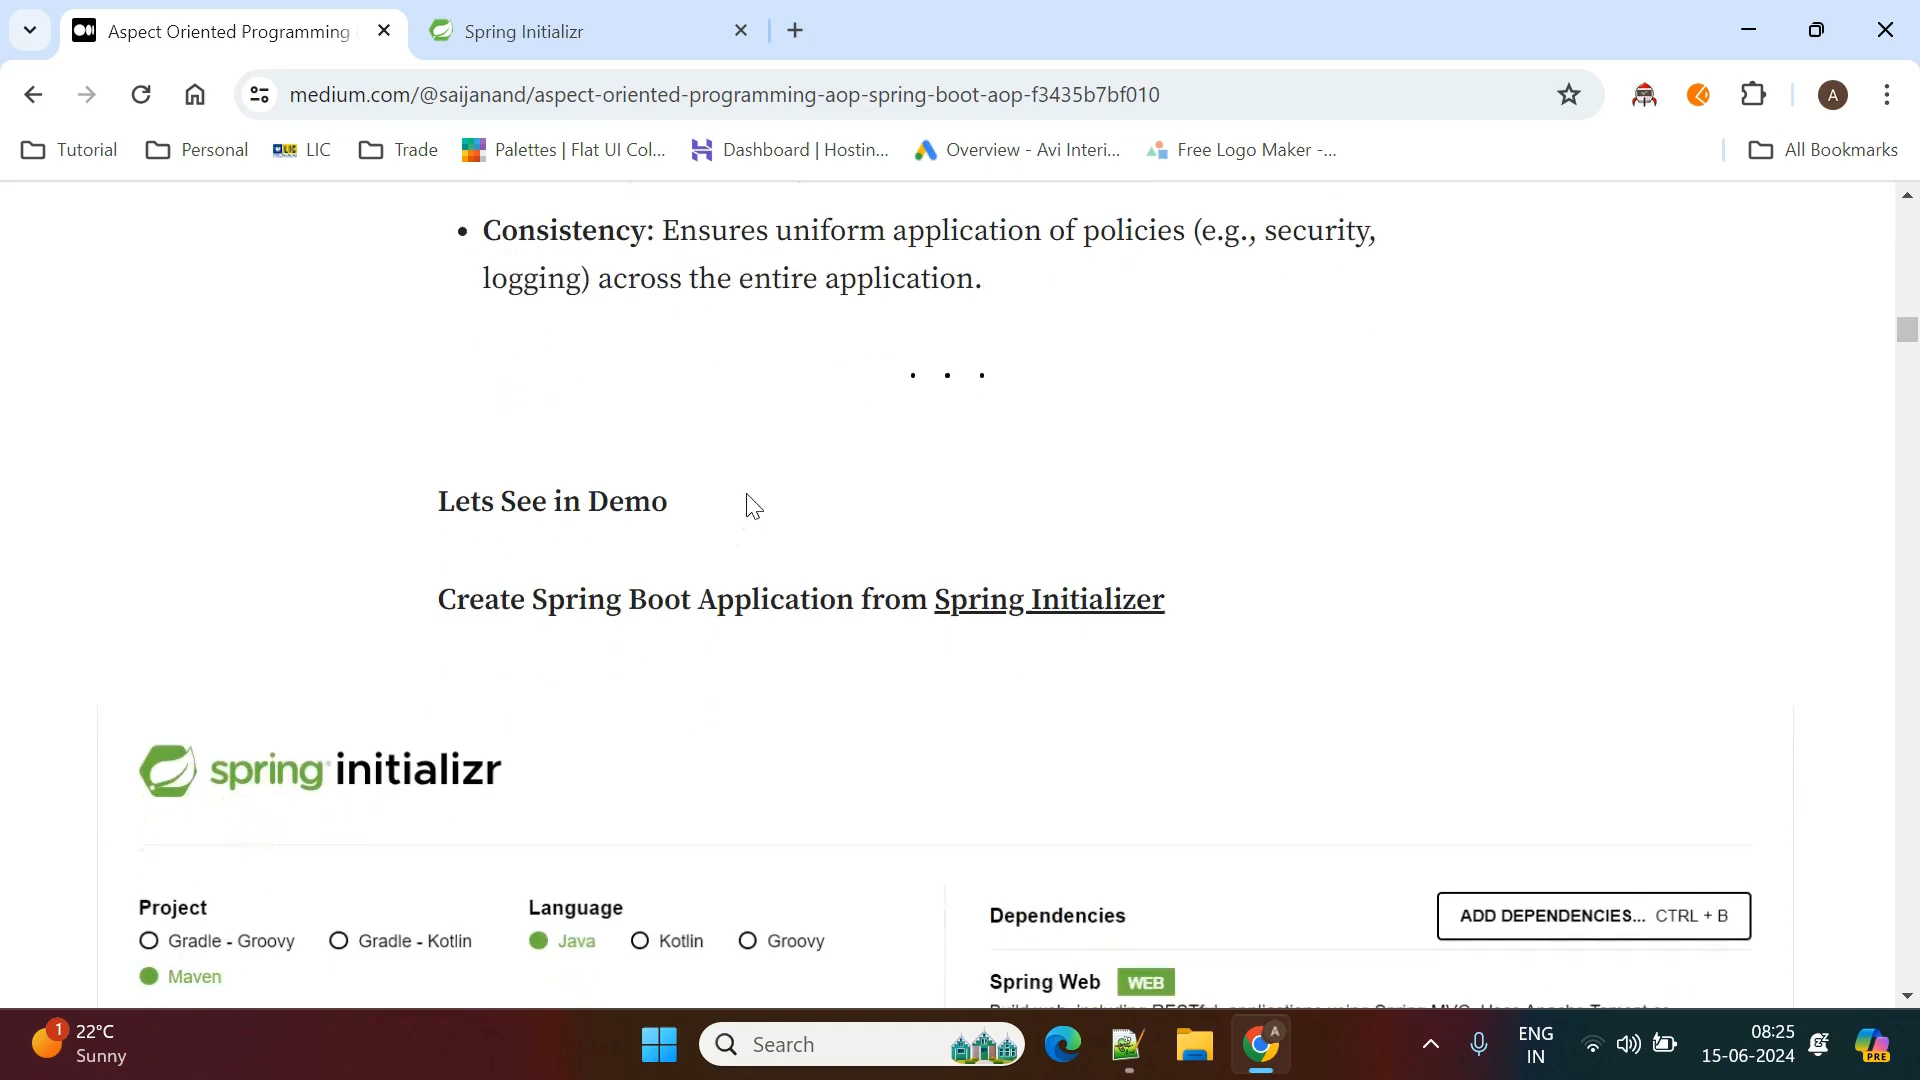 Aspect Oriented Programming
Spring Initializr
medium.com/@saijanand/aspect-oriented-programming-aop-spring-boot-aop-f3435b7bf010
A
Tutorial
Personal
LIC
Trade
Palettes | Flat UI Col...
Dashboard | Hostin...
Overview - Avi Interi...
Free Logo Maker -...
All Bookmarks
• Consistency: Ensures uniform application of policies (e.g., security,
logging) across the entire application.
. . .
Lets See in Demo
Create Spring Boot Application from Spring Initializer
spring initializr
Project
Language
Dependencies
ADD DEPENDENCIES... CTRL + B
Gradle - Groovy
Gradle - Kotlin
Java
Kotlin
Groovy
Maven
Spring Web WEB
1
22°C
Sunny
Search
A
ENG
IN
08:25
15-06-2024
PRE